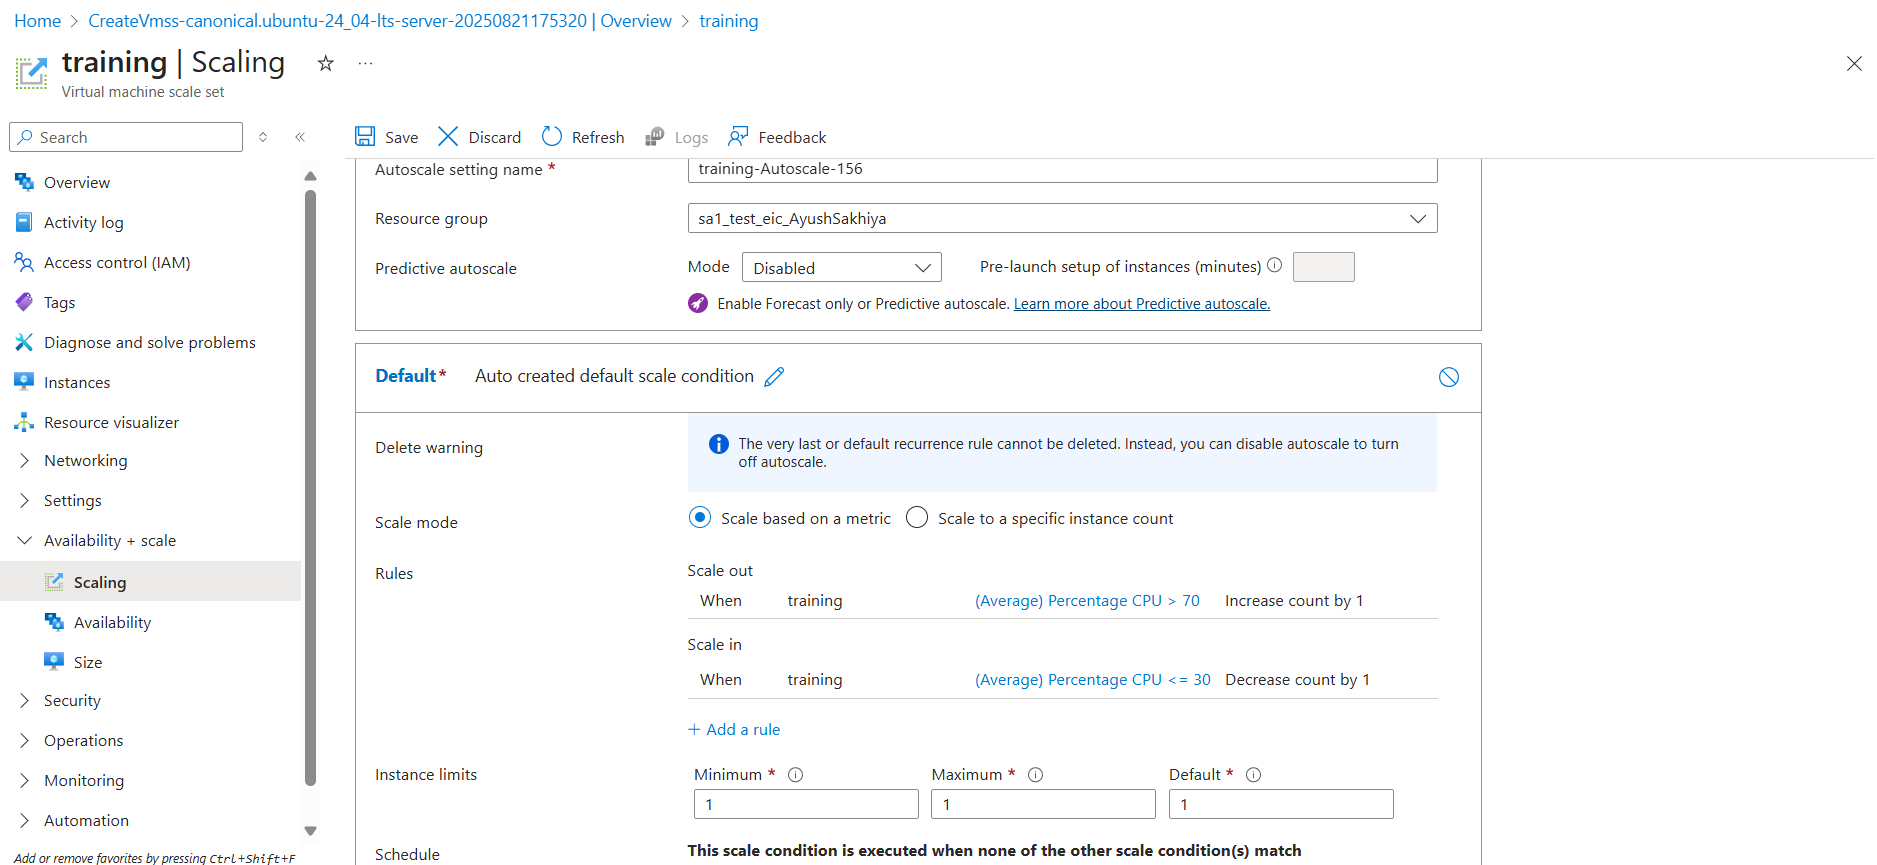 Home > CreateVmss-canonical.ubuntu-24_04-lts-server-20250821175320 | Overview > training
training | Scaling
Virtual machine scale set
Search
Save Discard Refresh Logs Feedback
Overview
Activity log
Access control (IAM)
Tags
Diagnose and solve problems
Instances
Resource visualizer
Networking
Settings
Availability + scale
Scaling
Availability
Size
Security
Operations
Monitoring
Automation
Add or remove favorites by pressing Ctrl+Shift+F
Autoscale setting name * training-Autoscale-156
Resource group sa1_test_eic_AyushSakhiya
Predictive autoscale Mode Disabled Pre-launch setup of instances (minutes)
Enable Forecast only or Predictive autoscale. Learn more about Predictive autoscale.
Default* Auto created default scale condition
Delete warning
The very last or default recurrence rule cannot be deleted. Instead, you can disable autoscale to turn
off autoscale.
Scale mode Scale based on a metric Scale to a specific instance count
Rules
Scale out
When training (Average) Percentage CPU > 70 Increase count by 1
Scale in
When training (Average) Percentage CPU <= 30 Decrease count by 1
+ Add a rule
Instance limits Minimum * Maximum * Default *
1 1 1
Schedule This scale condition is executed when none of the other scale condition(s) match